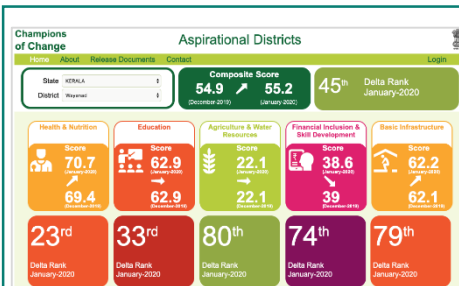 Champions
of Change
Aspirational Districts
Home About Release Documents Contact Login
State KERALA
District Wayanad
Composite Score
54.9 55.2
(December-2019) (January-2020)
45th Delta Rank
January-2020
Health & Nutrition
Score
70.7
(January-2020)
69.4
(December-2019)
Education
Score
62.9
(January-2020)
62.9
(December-2019)
Agriculture & Water
Resources
Score
22.1
(January-2020)
22.1
(December-2019)
Financial Inclusion &
Skill Development
Score
38.6
(January-2020)
39
(December-2019)
Basic Infrastructure
Score
62.2
(January-2020)
62.1
(December-2019)
23rd
Delta Rank
January-2020
33rd
Delta Rank
January-2020
80th
Delta Rank
January-2020
74th
Delta Rank
January-2020
79th
Delta Rank
January-2020